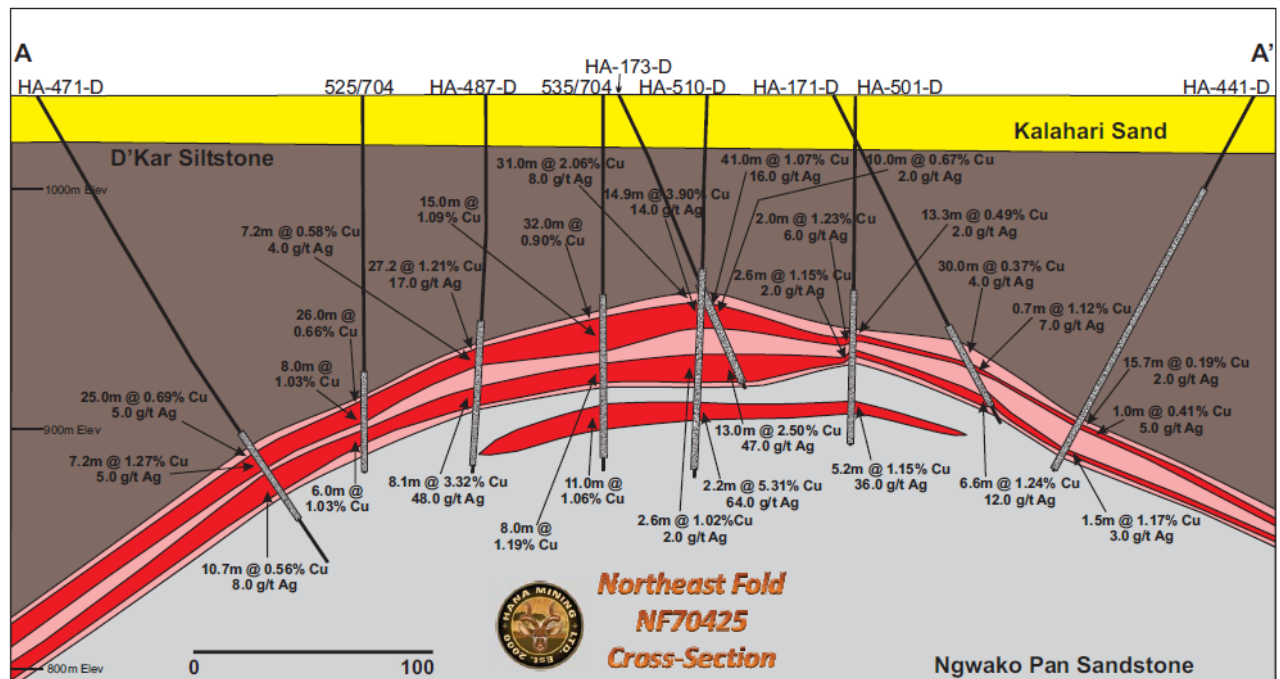 A
A'
HA-173-D
HA-471-D
525/704
HA-487-D
535/704
HA-510-D
HA-171-D
HA-501-D
HA-441-D
Kalahari Sand
D'Kar Siltstone
1000m Elev
31.0m @ 2.06% Cu
8.0 g/t Ag
41.0m @ 1.07% Cu
16.0 g/t Ag
10.0m @ 0.67% Cu
2.0 g/t Ag
14.9m @ 3.90% Cu
14.0 g/t Ag
15.0m @
1.09% Cu
2.0m @ 1.23% Cu
6.0 g/t Ag
13.3m @ 0.49% Cu
2.0 g/t Ag
7.2m @ 0.58% Cu
4.0 g/t Ag
32.0m @
0.90% Cu
27.2 @ 1.21% Cu
17.0 g/t Ag
2.6m @ 1.15% Cu
2.0 g/t Ag
30.0m @ 0.37% Cu
4.0 g/t Ag
26.0m @
0.66% Cu
0.7m @ 1.12% Cu
7.0 g/t Ag
8.0m @
1.03% Cu
15.7m @ 0.19% Cu
2.0 g/t Ag
25.0m @ 0.69% Cu
5.0 g/t Ag
1.0m @ 0.41% Cu
5.0 g/t Ag
900m Elev
13.0m @ 2.50% Cu
47.0 g/t Ag
7.2m @ 1.27% Cu
5.0 g/t Ag
6.0m @
1.03% Cu
8.1m @ 3.32% Cu
48.0 g/t Ag
11.0m @
1.06% Cu
2.2m @ 5.31% Cu
64.0 g/t Ag
5.2m @ 1.15% Cu
36.0 g/t Ag
6.6m @ 1.24% Cu
12.0 g/t Ag
8.0m @
1.19% Cu
2.6m @ 1.02%Cu
2.0 g/t Ag
1.5m @ 1.17% Cu
3.0 g/t Ag
10.7m @ 0.56% Cu
8.0 g/t Ag
HANA MINING LTD. EST. 2000
Northeast Fold
NF70425
Cross-Section
0
100
800m Elev
Ngwako Pan Sandstone